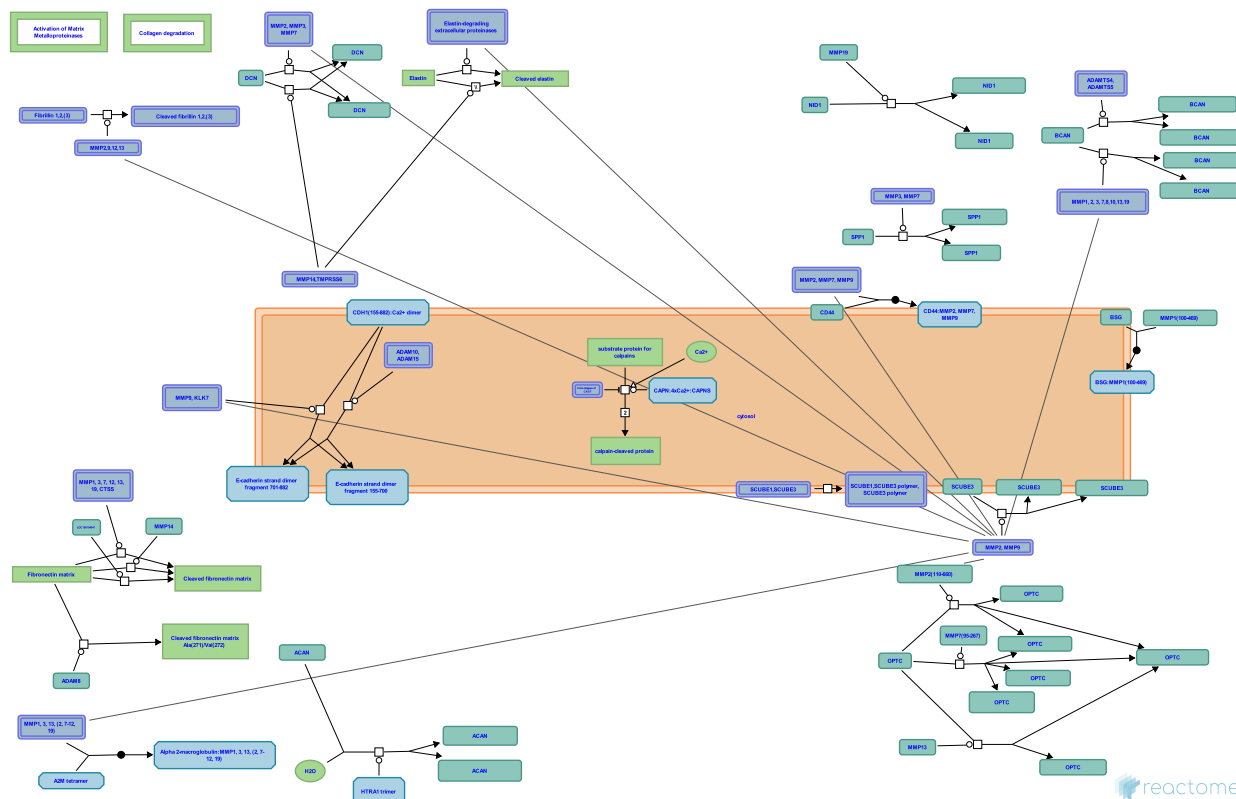 Activation of Matrix
Metalloproteinases
Collagen degradation
MMP2, MMP3,
MMP7
DCN
DCN
DCN
Elastin-degrading
extracellular proteinases
Elastin
Cleaved elastin
Fibrillin 1,2,(3)
Cleaved fibrillin 1,2,(3)
MMP2,9,12,13
MMP19
NID1
NID1
NID1
ADAMTS4,
ADAMTS5
BCAN
BCAN
BCAN
BCAN
BCAN
MMP1, 2, 3, 7,8,10,13,19
MMP3, MMP7
SPP1
SPP1
SPP1
MMP14,TMPRSS6
MMP2, MMP7, MMP9
CD44
CD44:MMP2, MMP7,
MMP9
BSG
MMP1(100-469)
BSG:MMP1(100-469)
CDH1(155-882):Ca2+ dimer
ADAM10,
ADAM15
MMP9, KLK7
substrate protein for
calpains
Ca2+
CAPN:4xCa2+:CAPNS
2
calpain-cleaved protein
cytosol
E-cadherin strand dimer
fragment 701-882
E-cadherin strand dimer
fragment 155-700
SCUBE1,SCUBE3
SCUBE1,SCUBE3 polymer,
SCUBE3 polymer
SCUBE3
SCUBE3
SCUBE3
MMP2, MMP9
MMP1, 3, 7, 12, 13,
19, CTSS
MMP14
Fibronectin matrix
Cleaved fibronectin matrix
Cleaved fibronectin matrix
Ala(271)/Val(272)
ADAM8
MMP1, 3, 13, (2, 7-12,
19)
Alpha 2-macroglobulin:MMP1, 3, 13, (2, 7-
12, 19)
A2M tetramer
ACAN
H2O
HTRA1 trimer
ACAN
ACAN
MMP2(110-660)
OPTC
MMP7(95-267)
OPTC
OPTC
OPTC
OPTC
OPTC
MMP13
OPTC
reactome